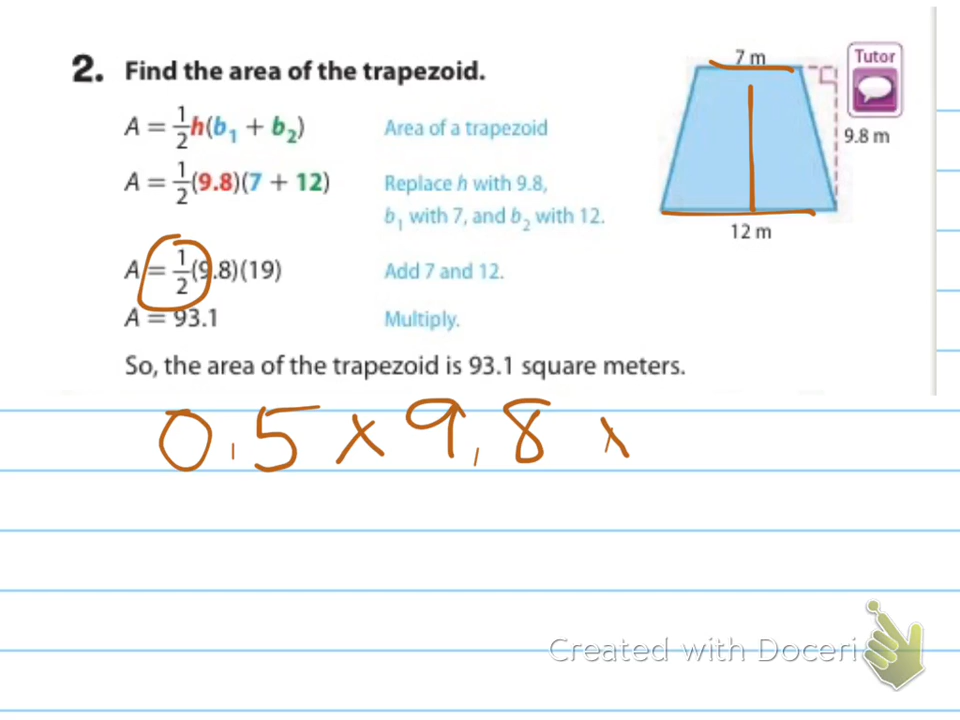 7 m
Tutor
2. Find the area of the trapezoid.
A = 1/2 h(b₁ + b₂) Area of a trapezoid
9.8 m
A = 1/2 (9.8)(7 + 12) Replace h with 9.8,
b₁ with 7, and b₂ with 12.
12 m
A = 1/2 (9.8)(19) Add 7 and 12.
A = 93.1 Multiply.
So, the area of the trapezoid is 93.1 square meters.
0.5 x 9.8 x
Created with Doceri